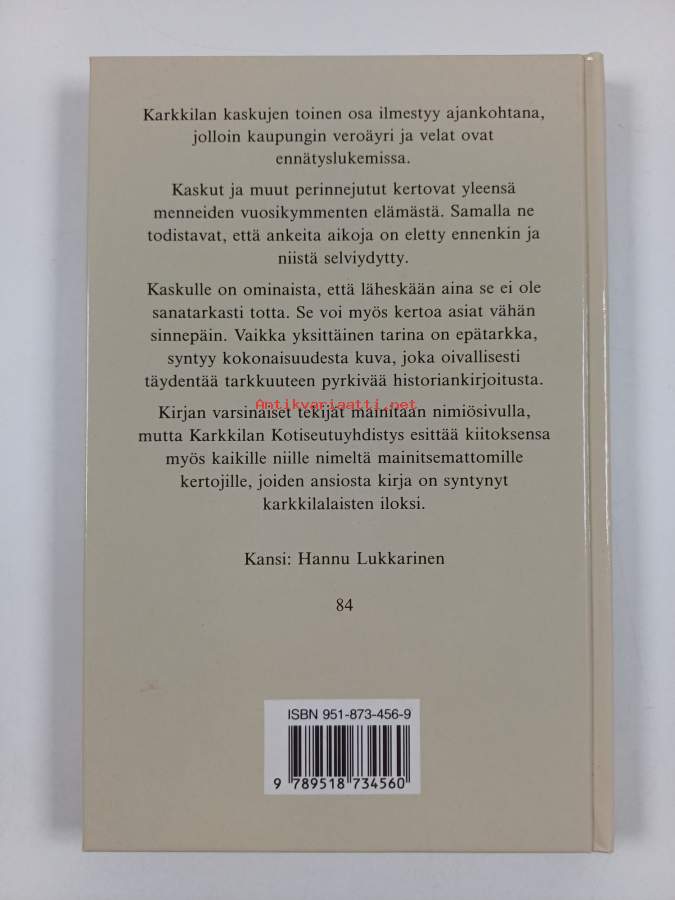 Karkkilan kaskujen toinen osa ilmestyy ajankohtana,
jolloin kaupungin veroäyri ja velat ovat
ennätyslukemissa.
Kaskut ja muut perinnejutut kertovat yleensä
menneiden vuosikymmenten elämästä. Samalla ne
todistavat, että ankeita aikoja on eletty ennenkin ja
niistä selviydytty.
Kaskulle on ominaista, että läheskään aina se ei ole
sanatarkasti totta. Se voi myös kertoa asiat vähän
sinnepäin. Vaikka yksittäinen tarina on epätarkka,
syntyy kokonaisuudesta kuva, joka oivallisesti
täydentää tarkkuuteen pyrkivää historiankirjoitusta.
Antikvariaatti.net
Kirjan varsinaiset tekijät mainitaan nimiösivulla,
mutta Karkkilan Kotiseutuyhdistys esittää kiitoksensa
myös kaikille niille nimeltä mainitsemattomille
kertojille, joiden ansiosta kirja on syntynyt
karkkilalaisten iloksi.
Kansi: Hannu Lukkarinen
84
ISBN 951-873-456-9
9 789518 734560